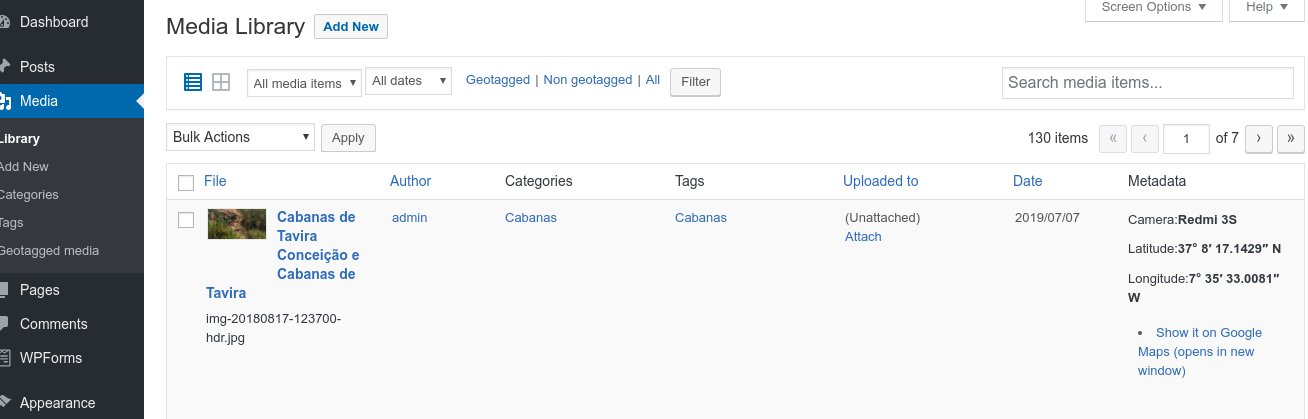 Dashboard
Posts
Media
Library
Add New
Categories
Tags
Geotagged media
Pages
Comments
WPForms
Appearance
Screen Options ▼ Help ▼
Media Library Add New
All media items ▼ All dates ▼ Geotagged | Non geotagged | All Filter Search media items...
Bulk Actions ▼ Apply 130 items « ‹ 1 of 7 › »
File Author Categories Tags Uploaded to Date Metadata
Cabanas de
Tavira
Conceição e
Cabanas de
Tavira
img-20180817-123700-
hdr.jpg
admin
Cabanas
Cabanas
(Unattached)
Attach
2019/07/07
Camera:Redmi 3S
Latitude:37° 8′ 17.1429″ N
Longitude:7° 35′ 33.0081″
W
• Show it on Google
Maps (opens in new
window)